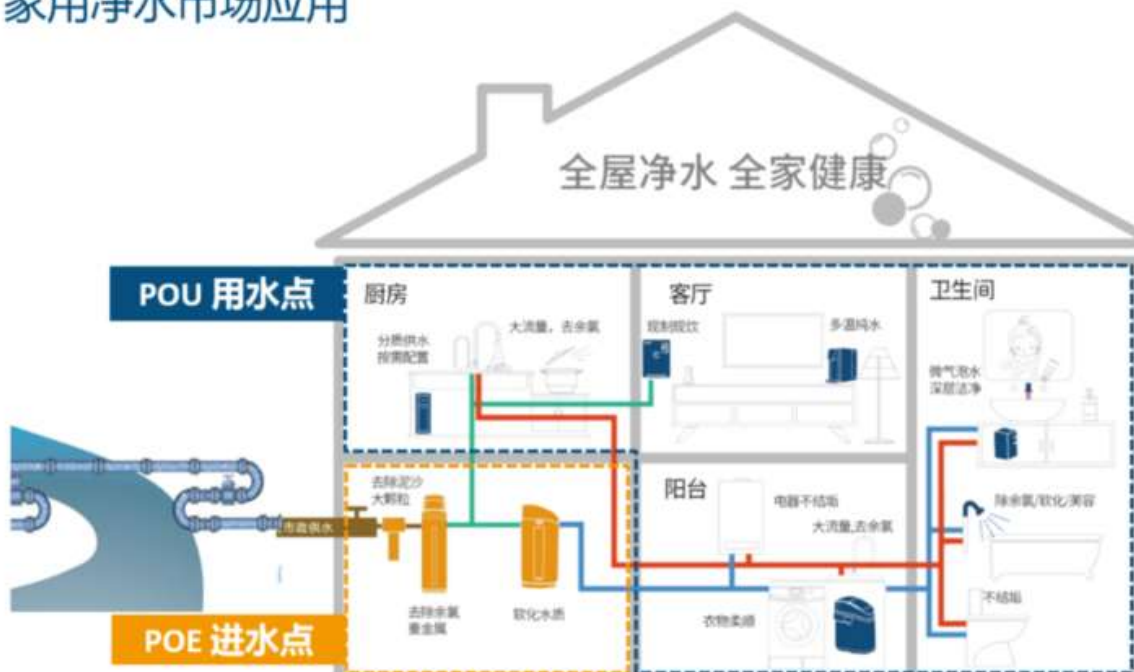 家用净水市场应用
全屋净水 全家健康
POU 用水点
厨房
分质供水
按需配置
大流量，去余氯
客厅
现制现饮
多温纯水
卫生间
微气泡水
深层洁净
去除泥沙
大颗粒
市政供水
去除余氯
重金属
软化水质
阳台
电器不结垢
大流量,去余氯
衣物柔顺
除余氯/软化/美容
不结垢
POE 进水点